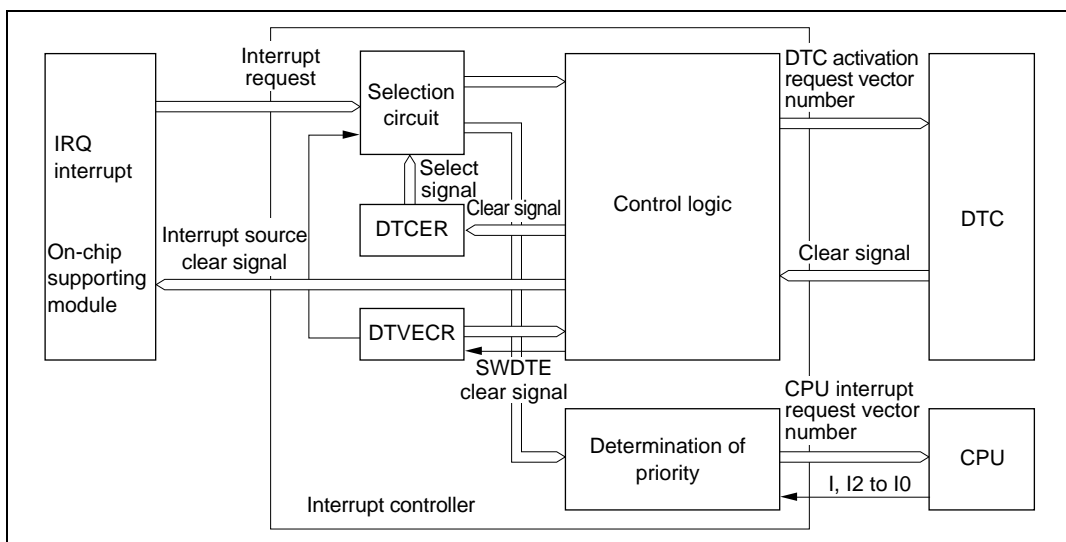 Interrupt
request
DTC activation
request vector
number
Selection
circuit
IRQ
interrupt
Select
signal
Control logic
DTC
DTCER
Clear signal
Interrupt source
clear signal
Clear signal
On-chip
supporting
module
DTVECR
SWDTE
clear signal
CPU interrupt
request vector
number
Determination of
priority
CPU
I, I2 to I0
Interrupt controller